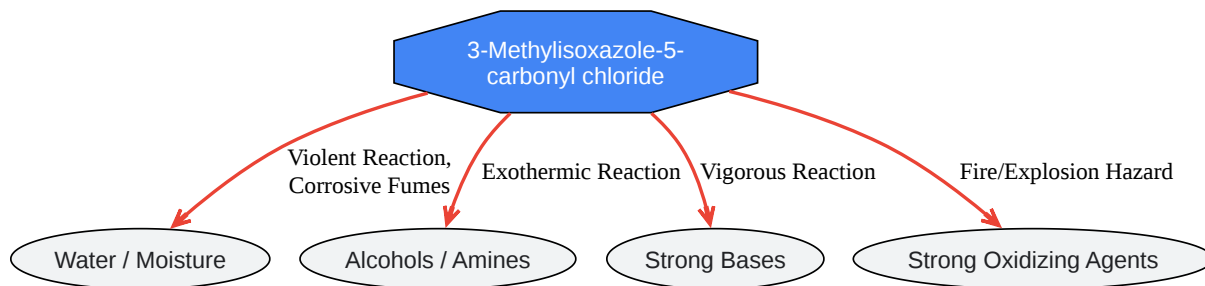 3-Methylisoxazole-5-
carbonyl chloride
Violent Reaction,
Corrosive Fumes
Exothermic Reaction
Vigorous Reaction
Fire/Explosion Hazard
Water / Moisture
Alcohols / Amines
Strong Bases
Strong Oxidizing Agents